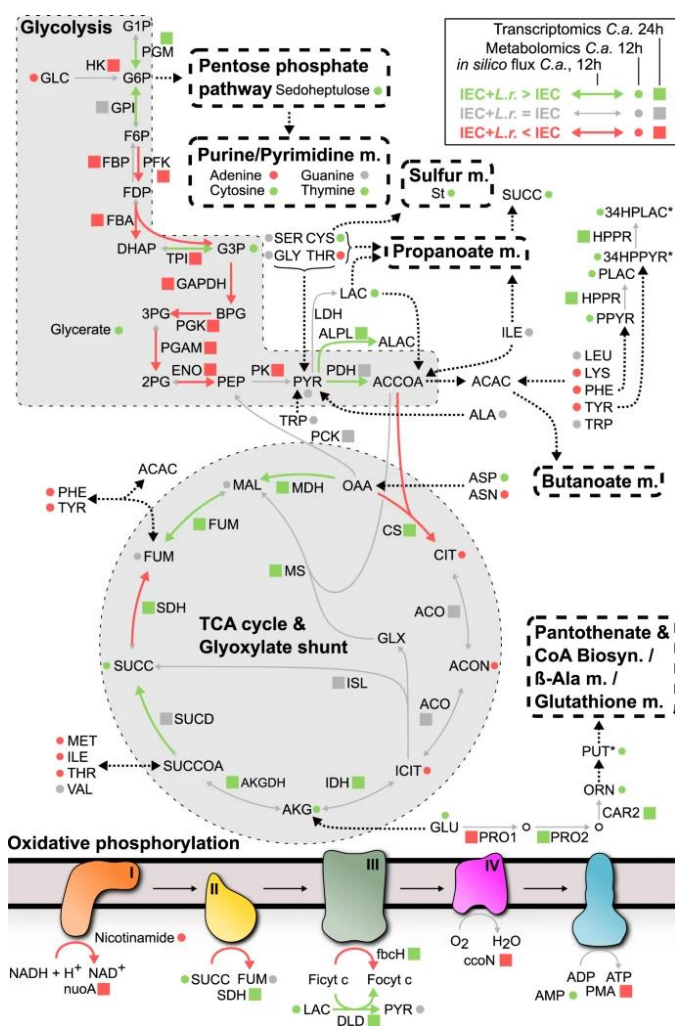 Glycolysis
G1P
PGM
HK
GLC
G6P
GPI
F6P
FBP
PFK
FDP
FBA
DHAP
TPI
G3P
GAPDH
Glycerate
3PG
PGK
BPG
PGAM
ENO
2PG
PEP
PK
PYR
PDH
ACCOA
Pentose phosphate
pathway Sedoheptulose
Purine/Pyrimidine m.
Adenine
Guanine
Cytosine
Thymine
Transcriptomics C.a. 24h
Metabolomics C.a. 12h
in silico flux C.a., 12h
IEC+L.r. > IEC
IEC+L.r. = IEC
IEC+L.r. < IEC
Sulfur m.
St
SUCC
SER CYS
GLY THR
Propanoate m.
LAC
LDH
ALPL
ALAC
ILE
34HPLAC*
HPPR
34HPPYR*
PLAC
HPPR
PPYR
LEU
LYS
PHE
TYR
TRP
ACAC
ALA
TRP
PCK
Butanoate m.
ACAC
PHE
TYR
MAL
MDH
OAA
ASP
ASN
FUM
FUM
CS
CIT
MS
SDH
ACO
TCA cycle &
Glyoxylate shunt
GLX
SUCC
ACON
ISL
ACO
SUCD
MET
ILE
THR
VAL
SUCCOA
ICIT
AKGDH
IDH
AKG
Pantothenate &
CoA Biosyn. /
ß-Ala m. /
Glutathione m.
PUT*
ORN
CAR2
GLU
PRO1
PRO2
Oxidative phosphorylation
I
II
III
IV
Nicotinamide
NADH + H+ NAD+
nuoA
SUCC FUM
SDH
fbcH
Ficyt c
Focyt c
LAC
PYR
DLD
O2
H2O
ccoN
ADP
ATP
AMP
PMA